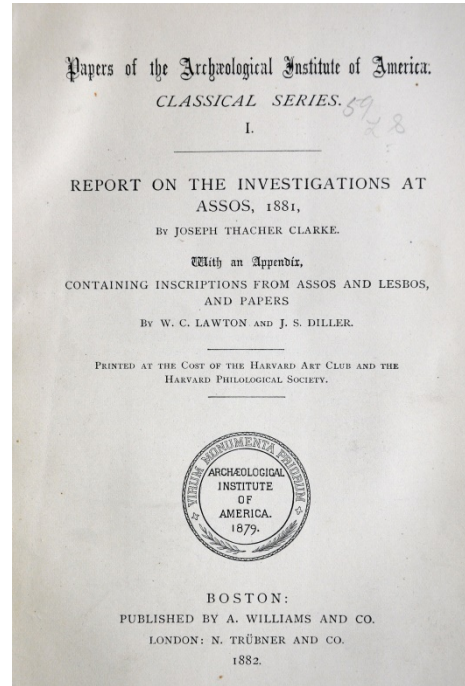 Papers of the Archæological Institute of America.
CLASSICAL SERIES.
I.
REPORT ON THE INVESTIGATIONS AT
ASSOS, 1881,
BY JOSEPH THACHER CLARKE.
With an Appendix,
CONTAINING INSCRIPTIONS FROM ASSOS AND LESBOS,
AND PAPERS
BY W. C. LAWTON AND J. S. DILLER.
PRINTED AT THE COST OF THE HARVARD ART CLUB AND THE
HARVARD PHILOLOGICAL SOCIETY.
VIRUM MONUMENTA PRIORUM
ARCHÆOLOGICAL
INSTITUTE
OF
AMERICA.
1879.
BOSTON:
PUBLISHED BY A. WILLIAMS AND CO.
LONDON: N. TRÜBNER AND CO.
1882.